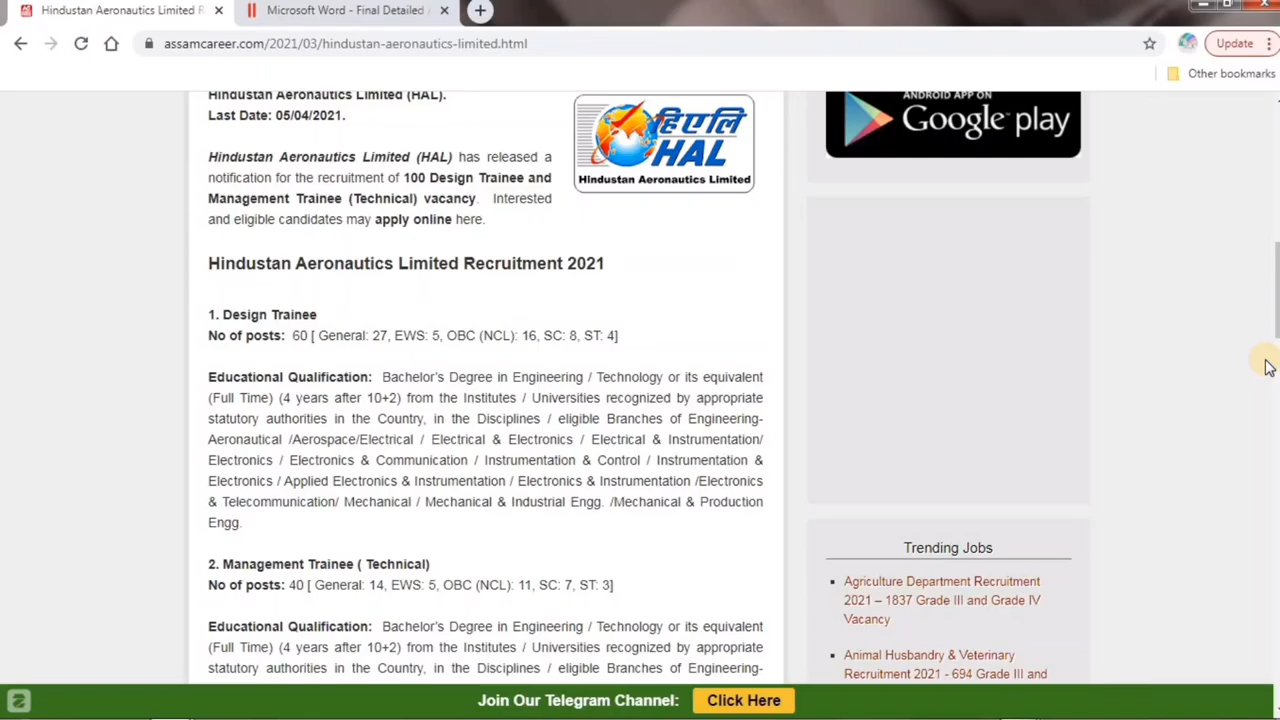 Hindustan Aeronautics Limited R
Microsoft Word - Final Detailed
assamcareer.com/2021/03/hindustan-aeronautics-limited.html
Update
Other bookmarks
Hindustan Aeronautics Limited (HAL).
Last Date: 05/04/2021.
Hindustan Aeronautics Limited (HAL) has released a
notification for the recruitment of 100 Design Trainee and
Management Trainee (Technical) vacancy. Interested
and eligible candidates may apply online here.
हिएलि
HAL
Hindustan Aeronautics Limited
ANDROID APP ON
Google play
Hindustan Aeronautics Limited Recruitment 2021
1. Design Trainee
No of posts: 60 [ General: 27, EWS: 5, OBC (NCL): 16, SC: 8, ST: 4]
Educational Qualification: Bachelor's Degree in Engineering / Technology or its equivalent
(Full Time) (4 years after 10+2) from the Institutes / Universities recognized by appropriate
statutory authorities in the Country, in the Disciplines / eligible Branches of Engineering-
Aeronautical /Aerospace/Electrical / Electrical & Electronics / Electrical & Instrumentation/
Electronics / Electronics & Communication / Instrumentation & Control / Instrumentation &
Electronics / Applied Electronics & Instrumentation / Electronics & Instrumentation /Electronics
& Telecommunication/ Mechanical / Mechanical & Industrial Engg. /Mechanical & Production
Engg.
2. Management Trainee ( Technical)
No of posts: 40 [ General: 14, EWS: 5, OBC (NCL): 11, SC: 7, ST: 3]
Educational Qualification: Bachelor's Degree in Engineering / Technology or its equivalent
(Full Time) (4 years after 10+2) from the Institutes / Universities recognized by appropriate
statutory authorities in the Country, in the Disciplines / eligible Branches of Engineering-
Trending Jobs
Agriculture Department Recruitment
2021 – 1837 Grade III and Grade IV
Vacancy
Animal Husbandry & Veterinary
Recruitment 2021 - 694 Grade III and
Join Our Telegram Channel: Click Here